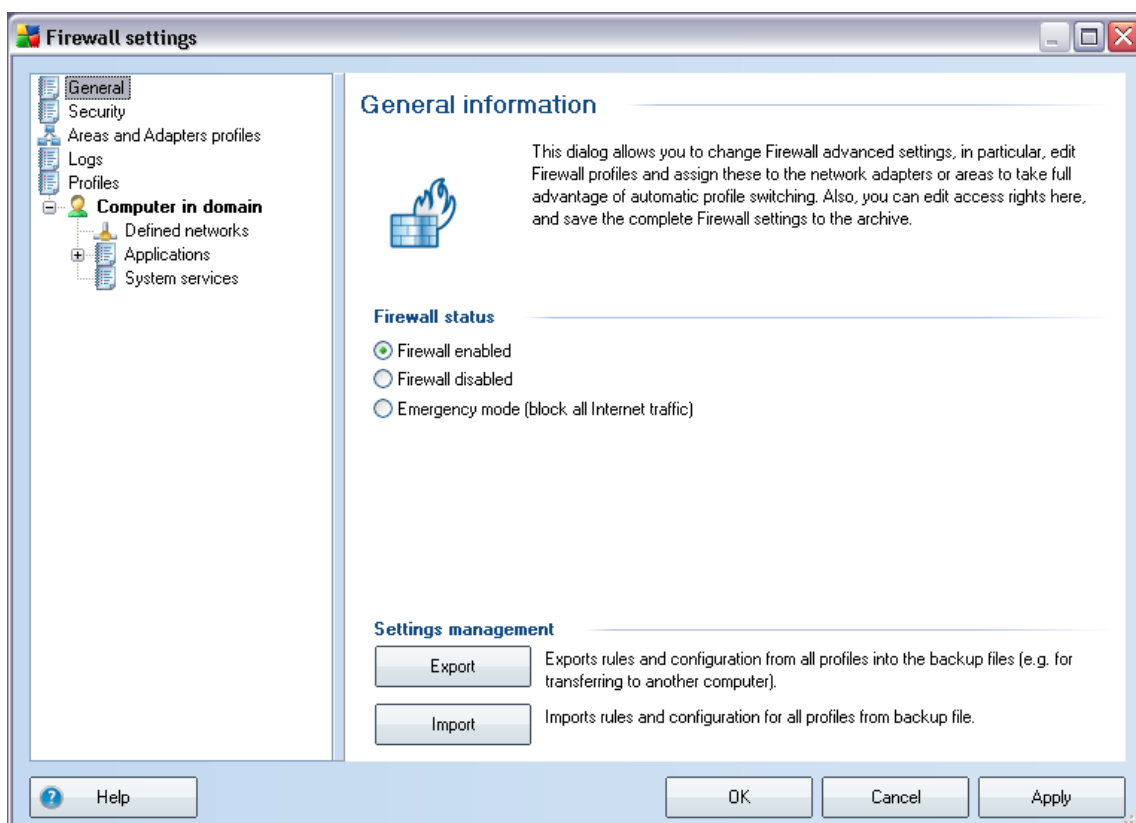 Firewall settings
General
Security
Areas and Adapters profiles
Logs
Profiles
Computer in domain
Defined networks
Applications
System services
General information
This dialog allows you to change Firewall advanced settings, in particular, edit
Firewall profiles and assign these to the network adapters or areas to take full
advantage of automatic profile switching. Also, you can edit access rights here,
and save the complete Firewall settings to the archive.
Firewall status
Firewall enabled
Firewall disabled
Emergency mode (block all Internet traffic)
Settings management
Export
Exports rules and configuration from all profiles into the backup files (e.g. for
transferring to another computer).
Import
Imports rules and configuration for all profiles from backup file.
Help
OK
Cancel
Apply